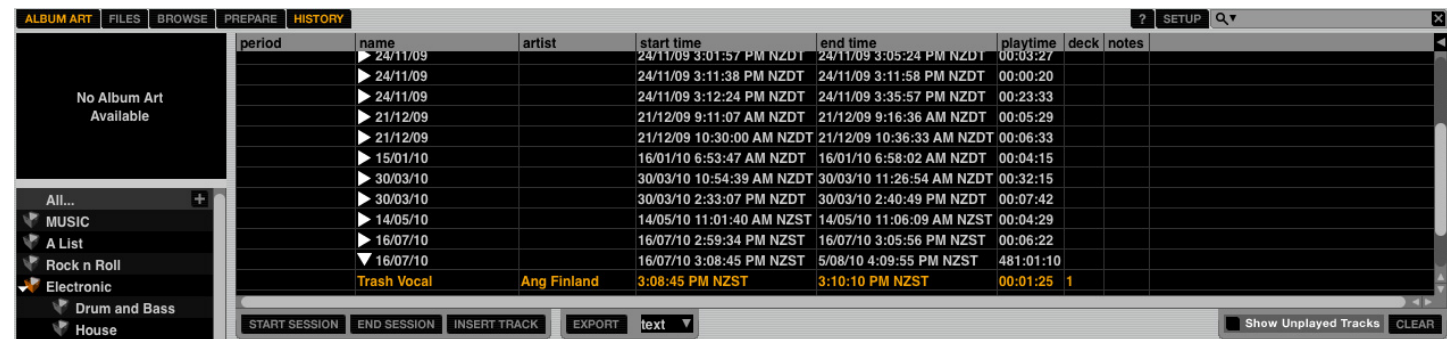 ALBUM ART FILES BROWSE PREPARE HISTORY ? SETUP
No Album Art
Available
All... +
MUSIC
A List
Rock n Roll
Electronic
Drum and Bass
House
period name artist start time end time playtime deck notes
24/11/09 24/11/09 3:01:57 PM NZDT 24/11/09 3:05:24 PM NZDT 00:03:27
24/11/09 24/11/09 3:11:38 PM NZDT 24/11/09 3:11:58 PM NZDT 00:00:20
24/11/09 24/11/09 3:12:24 PM NZDT 24/11/09 3:35:57 PM NZDT 00:23:33
21/12/09 21/12/09 9:11:07 AM NZDT 21/12/09 9:16:36 AM NZDT 00:05:29
21/12/09 21/12/09 10:30:00 AM NZDT 21/12/09 10:36:33 AM NZDT 00:06:33
15/01/10 16/01/10 6:53:47 AM NZDT 16/01/10 6:58:02 AM NZDT 00:04:15
30/03/10 30/03/10 10:54:39 AM NZDT 30/03/10 11:26:54 AM NZDT 00:32:15
30/03/10 30/03/10 2:33:07 PM NZDT 30/03/10 2:40:49 PM NZDT 00:07:42
14/05/10 14/05/10 11:01:40 AM NZST 14/05/10 11:06:09 AM NZST 00:04:29
16/07/10 16/07/10 2:59:34 PM NZST 16/07/10 3:05:56 PM NZST 00:06:22
16/07/10 16/07/10 3:08:45 PM NZST 5/08/10 4:09:55 PM NZST 481:01:10
Trash Vocal Ang Finland 3:08:45 PM NZST 3:10:10 PM NZST 00:01:25 1
START SESSION END SESSION INSERT TRACK EXPORT text Show Unplayed Tracks CLEAR